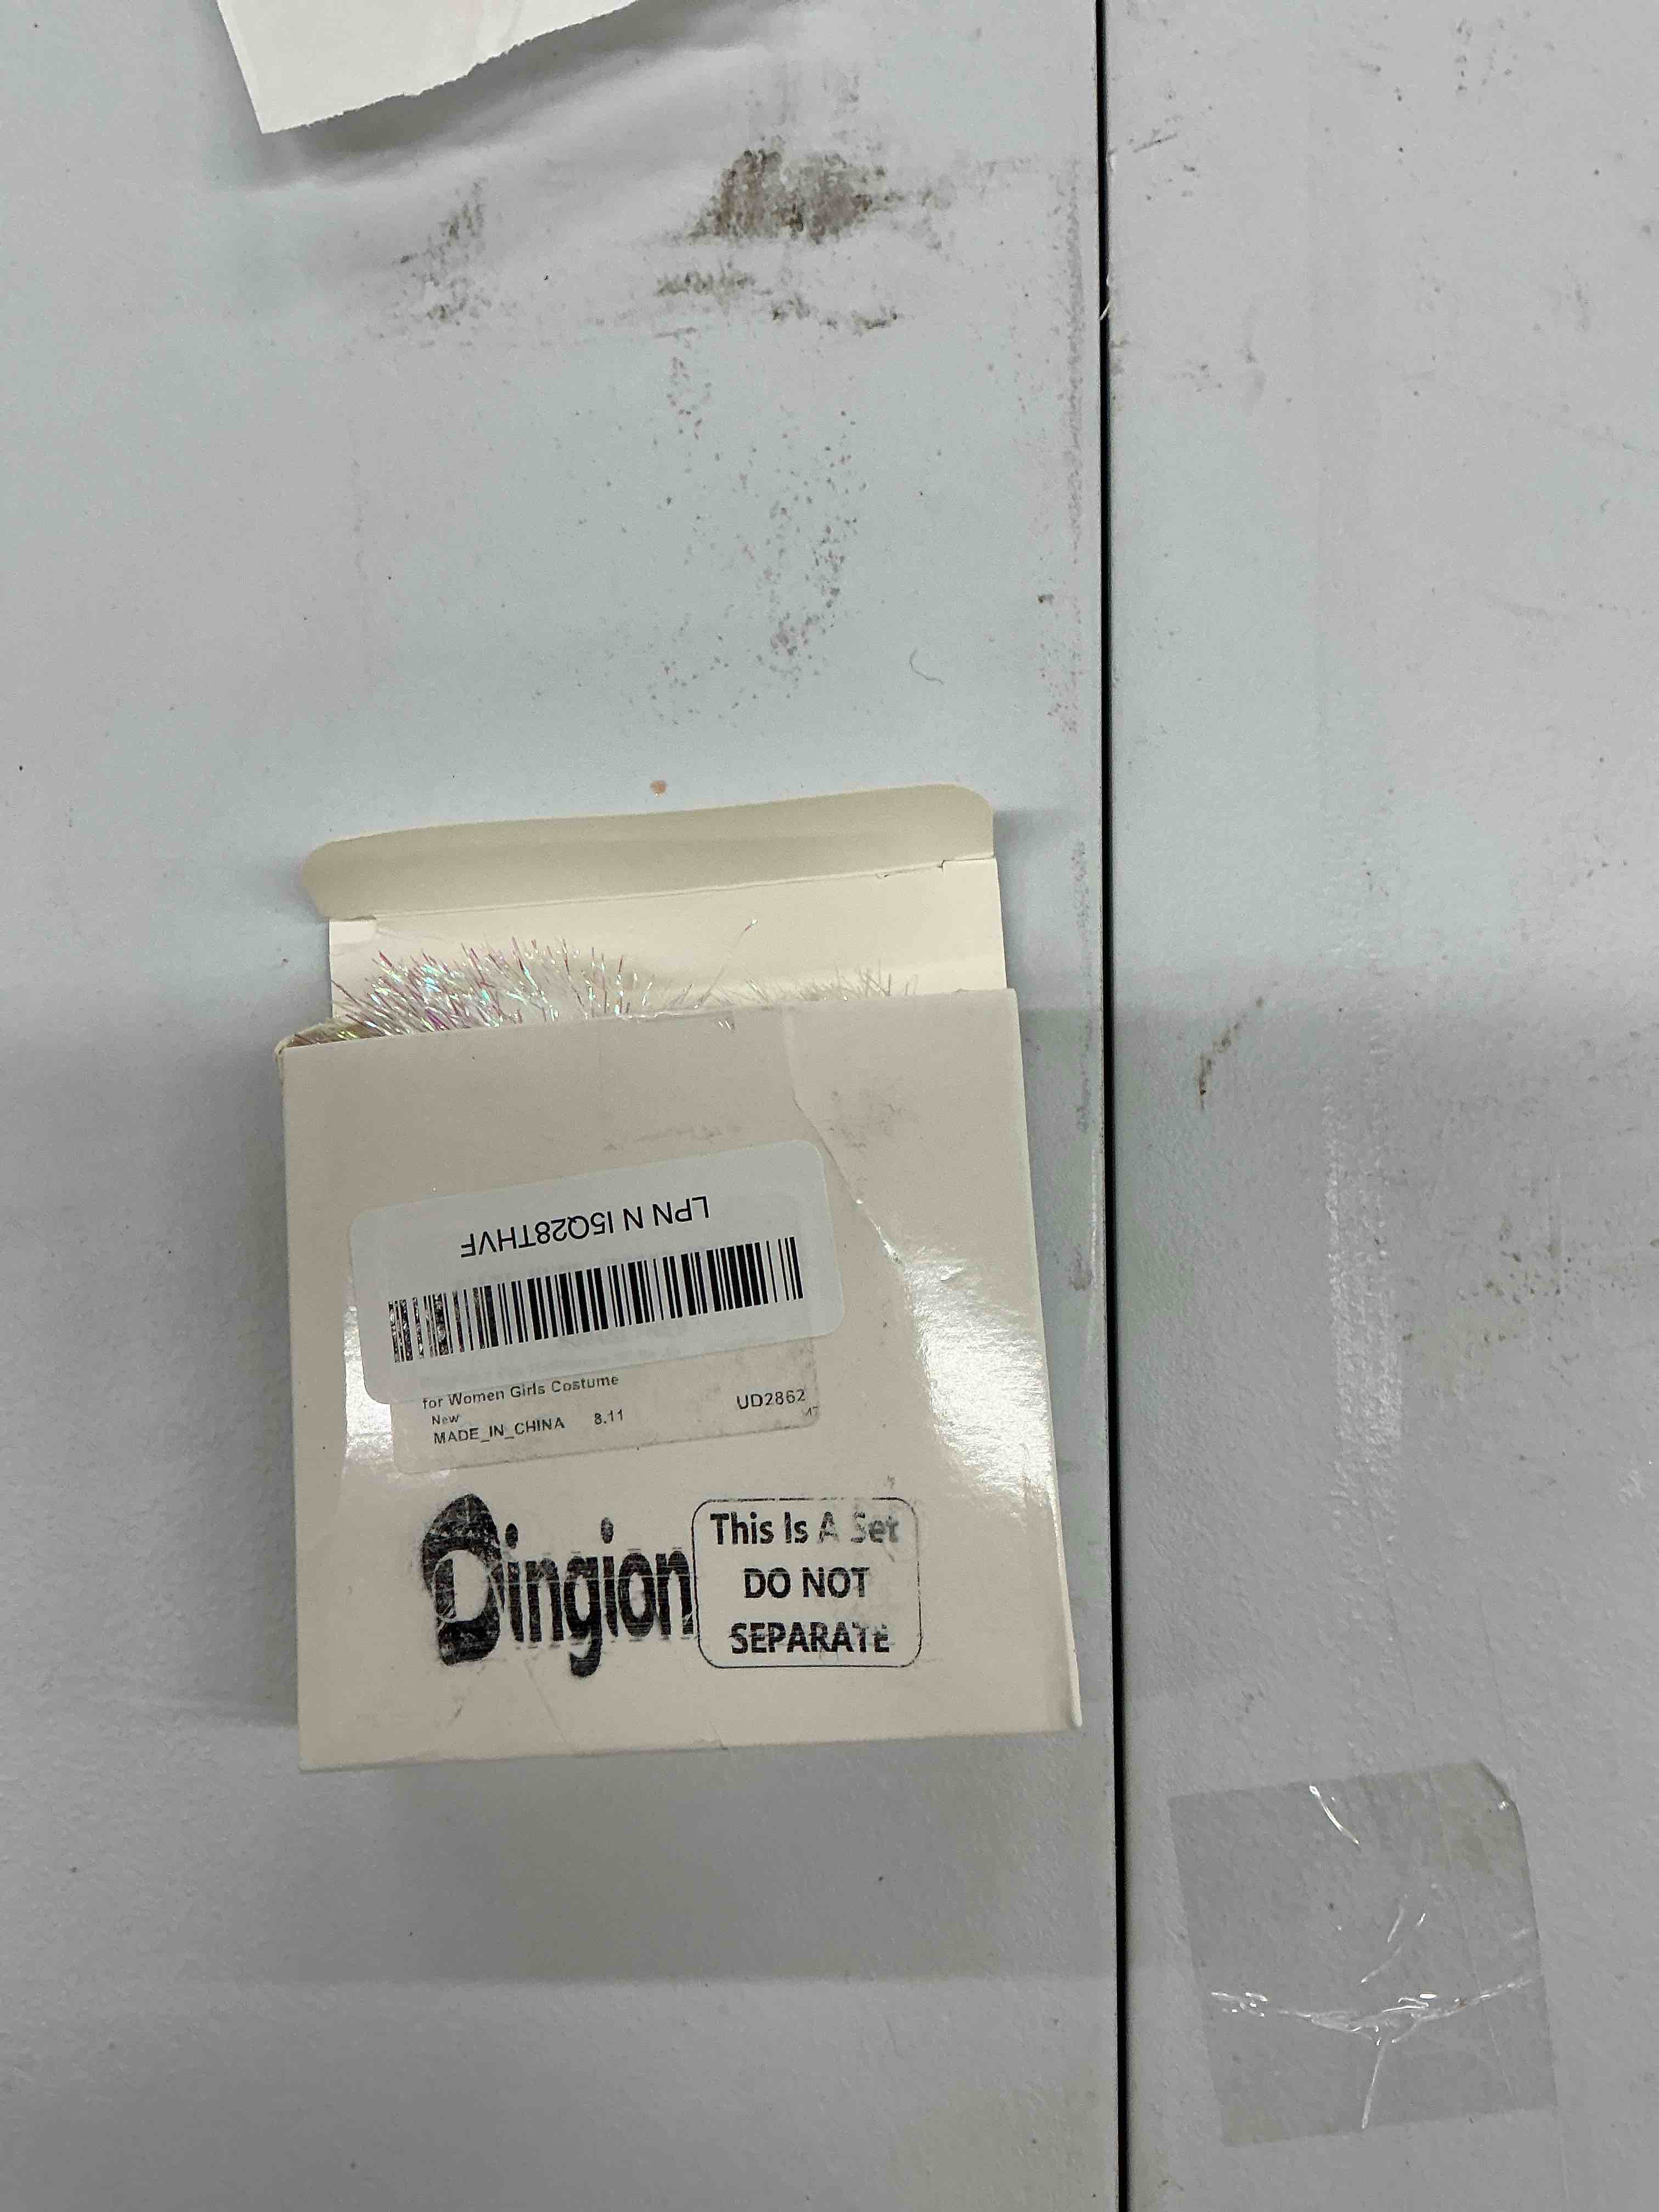 LPN N I5Q28THVF
for Women Girls Costume
New
MADE_IN_CHINA 8.11 UD2862
Dingion
This Is A Set
DO NOT
SEPARATE